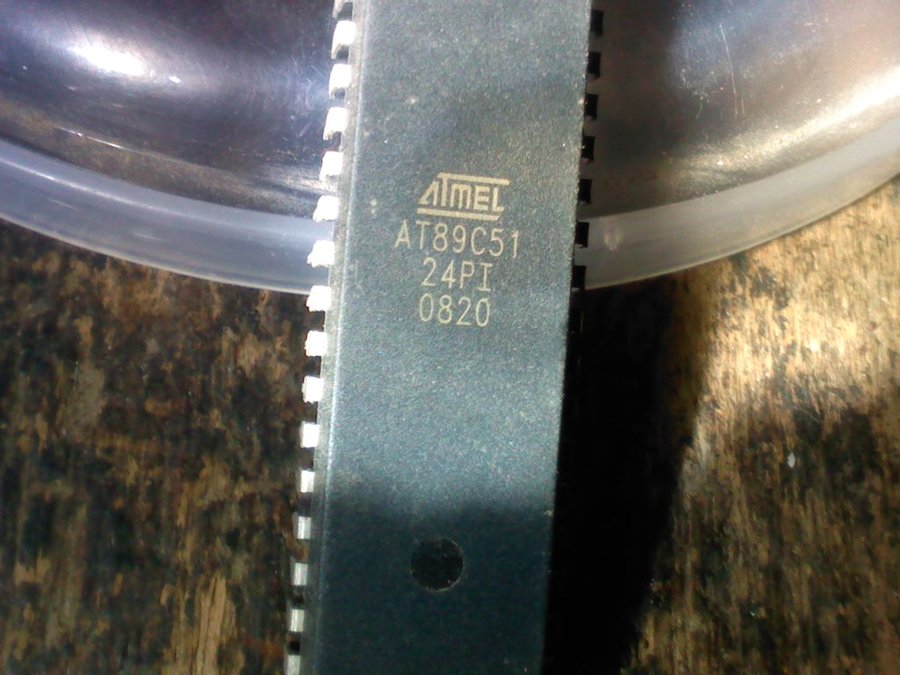 ATMEL
AT89C51
24PI
0820